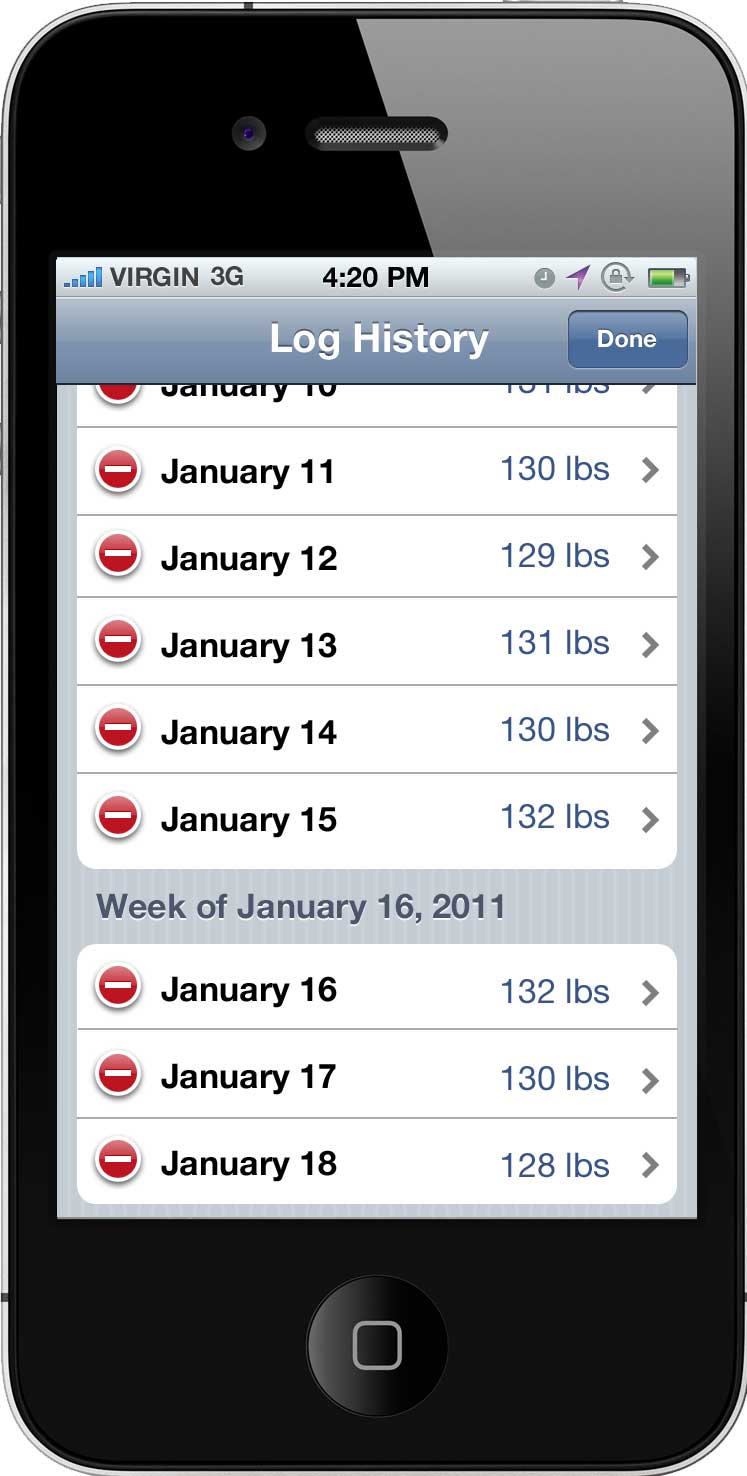 VIRGIN 3G 4:20 PM
Log History Done
January 10 131 lbs
January 11 130 lbs
January 12 129 lbs
January 13 131 lbs
January 14 130 lbs
January 15 132 lbs
Week of January 16, 2011
January 16 132 lbs
January 17 130 lbs
January 18 128 lbs